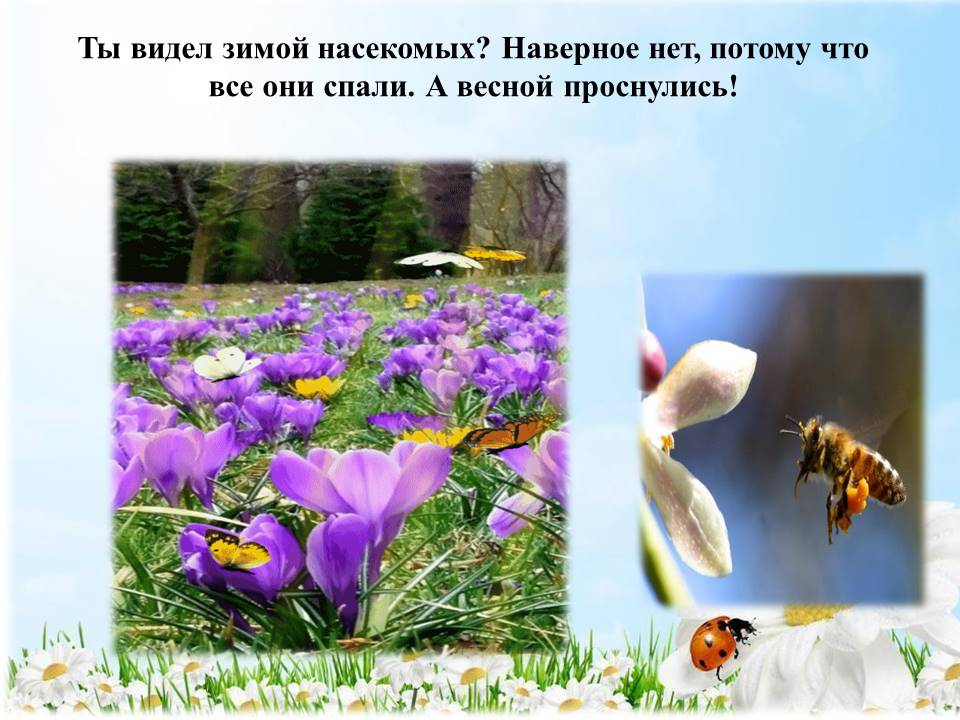 Ты видел зимой насекомых? Наверное нет, потому что
все они спали. А весной проснулись!